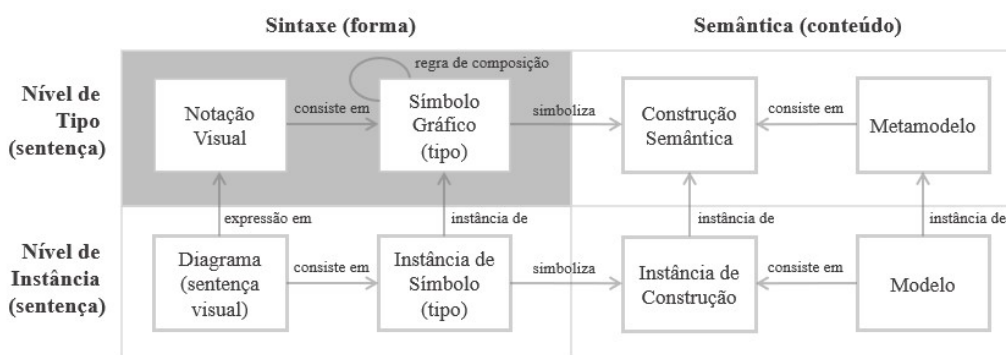 Sintaxe (forma)
Semântica (conteúdo)
Nível de
Tipo
(sentença)
Notação
Visual
consiste em
regra de composição
Símbolo
Gráfico
(tipo)
simboliza
Construção
Semântica
consiste em
Metamodelo
expressão em
instância de
instância de
instância de
Nível de
Instância
(sentença)
Diagrama
(sentença
visual)
consiste em
Instância de
Símbolo
(tipo)
simboliza
Instância de
Construção
consiste em
Modelo